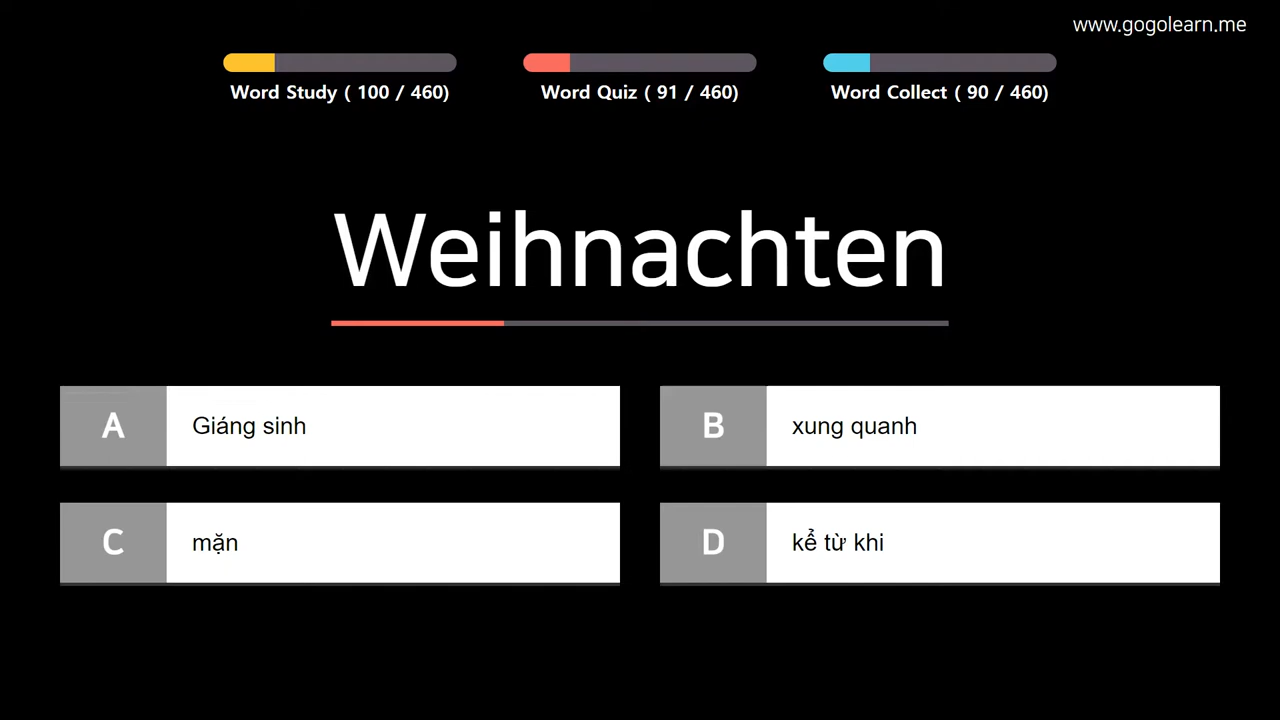 www.gogolearn.me
Word Study ( 100 / 460)
Word Quiz ( 91 / 460)
Word Collect ( 90 / 460)
Weihnachten
A Giáng sinh
B xung quanh
C mặn
D kể từ khi